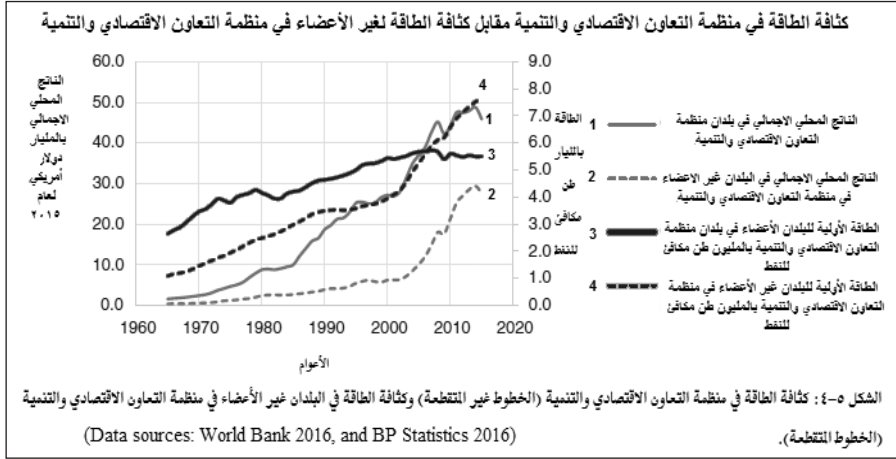 كثافة الطاقة في منظمة التعاون الاقتصادي والتنمية مقابل كثافة الطاقة لغير الأعضاء في منظمة التعاون الاقتصادي والتنمية
الناتج
المحلي
الاجمالي
بالمليار
دولار
أمريكي
لعام
٢٠١٥
60.0
50.0
40.0
30.0
20.0
10.0
0.0
1960
1970
1980
1990
2000
2010
2020
9.0
8.0
7.0
6.0
5.0
4.0
3.0
2.0
1.0
0.0
4
1
3
2
الطاقة
بالليار
طن
مكافئ
للنفط
الأعوام
1 الناتج المحلي الاجمالي في بلدان منظمة
التعاون الاقتصادي والتنمية
2 الناتج المحلي الاجمالي في البلدان غير الاعضاء
في منظمة التعاون الاقتصادي والتنمية
3 الطاقة الأولية للبلدان الأعضاء في بلدان منظمة
التعاون الاقتصادي والتنمية بالمليون طن مكافئ
للنفط
4 الطاقة الأولية للبلدان غير الأعضاء في منظمة
التعاون الاقتصادي والتنمية بالمليون طن مكافئ
للنفط
الشكل ٥-٤: كثافة الطاقة في منظمة التعاون الاقتصادي والتنمية (الخطوط غير المتقطعة) وكثافة الطاقة في البلدان غير الأعضاء في منظمة التعاون الاقتصادي والتنمية
(الخطوط المتقطعة). (Data sources: World Bank 2016, and BP Statistics 2016)